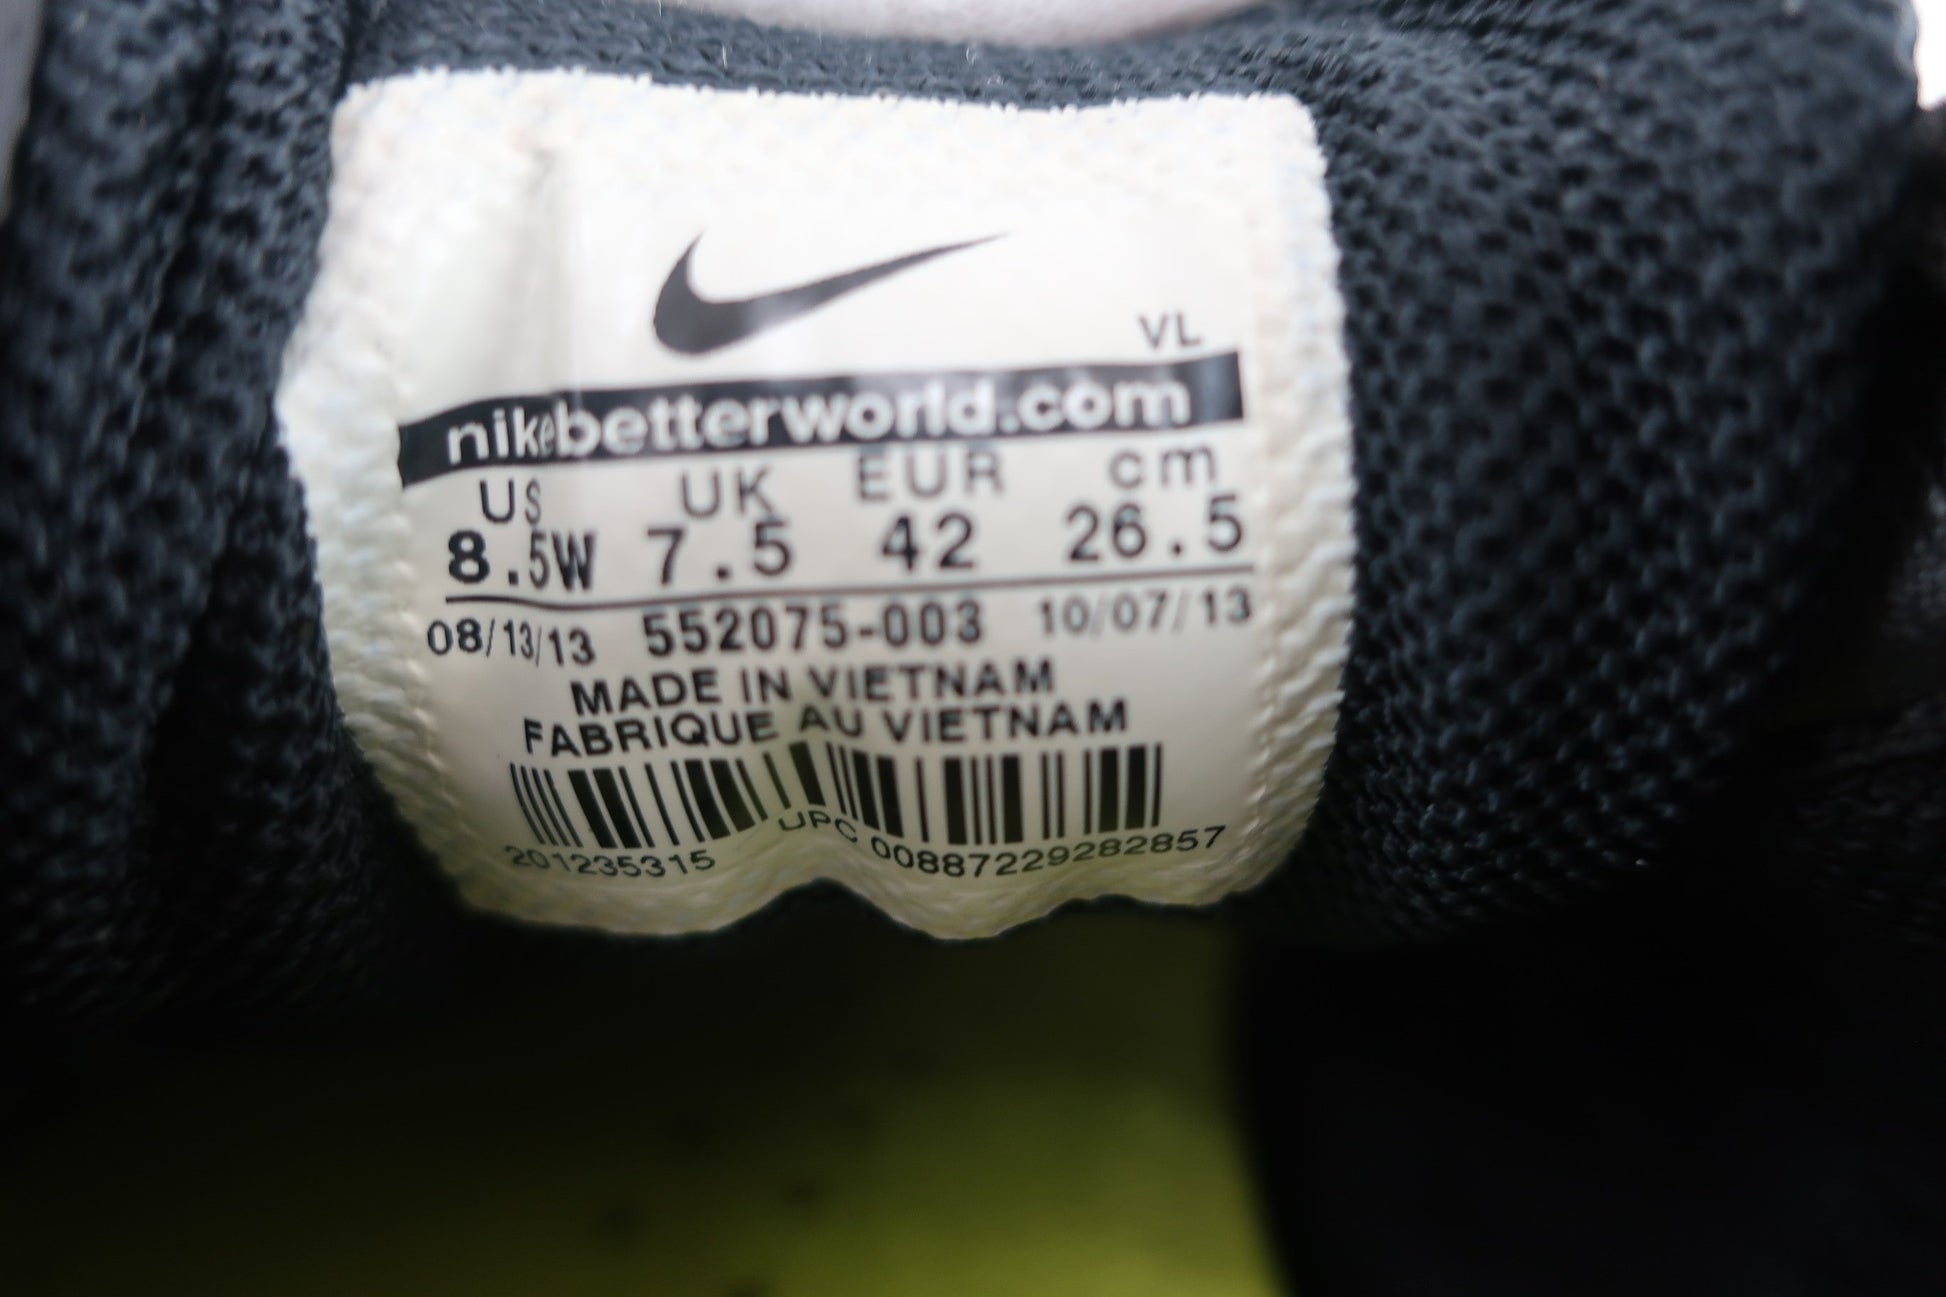 VL
nikebetterworld.com
US UK EUR cm
8.5W 7.5 42 26.5
08/13/13 552075-003 10/07/13
MADE IN VIETNAM
FABRIQUE AU VIETNAM
201235315 UPC 00887229282857